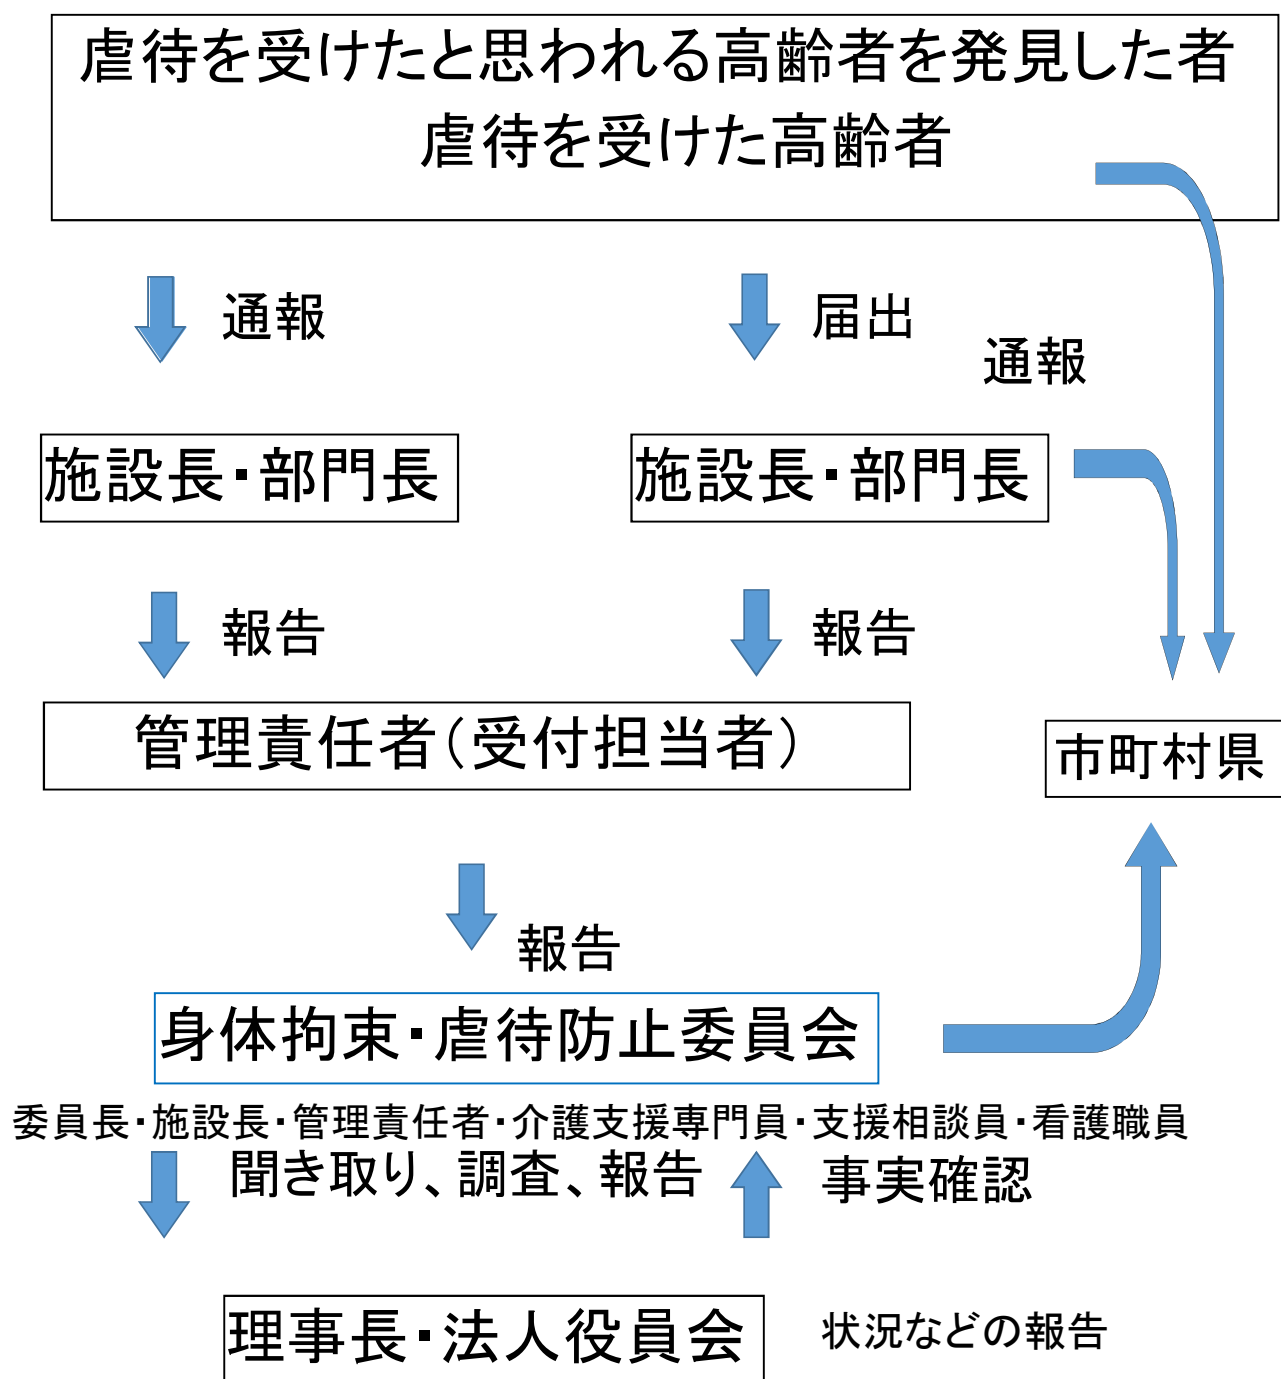 虐待を受けたと思われる高齢者を発見した者
虐待を受けた高齢者
通報
届出
通報
施設長・部門長
施設長・部門長
報告
報告
管理責任者（受付担当者）
市町村県
報告
身体拘束・虐待防止委員会
委員長・施設長・管理責任者・介護支援専門員・支援相談員・看護職員
聞き取り、調査、報告
事実確認
理事長・法人役員会
状況などの報告